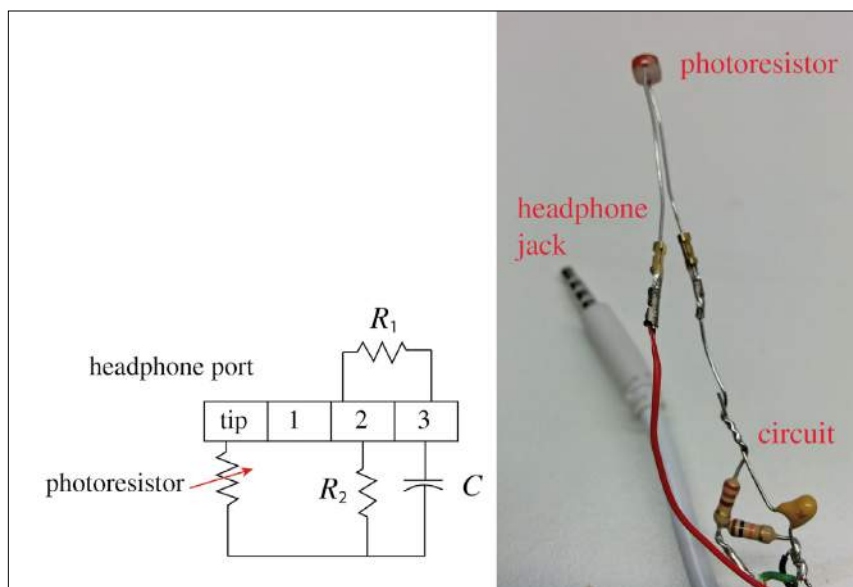 photoresistor
headphone
jack
R1
headphone port
tip 1 2 3
circuit
photoresistor
R2
C